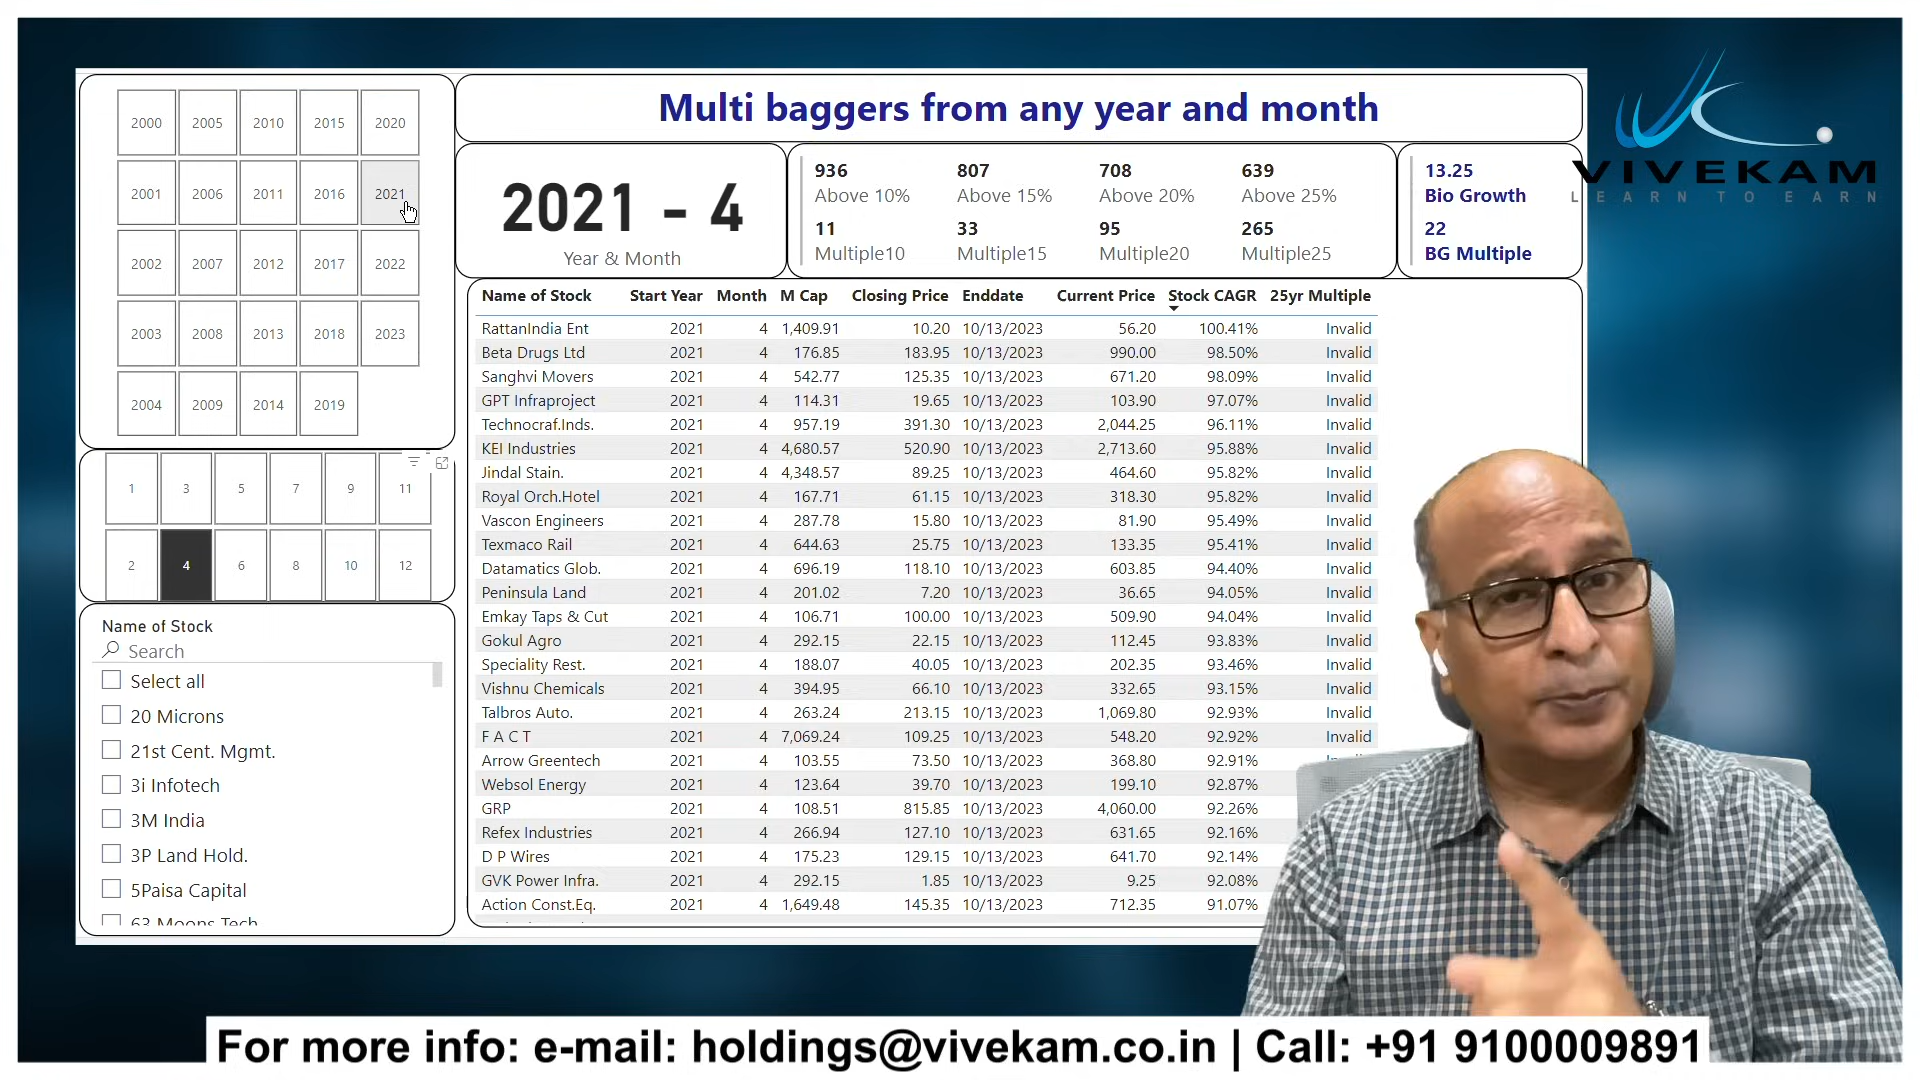 2000 2005 2010 2015 2020
2001 2006 2011 2016 2021
2002 2007 2012 2017 2022
2003 2008 2013 2018 2023
2004 2009 2014 2019
1 3 5 7 9 11
2 4 6 8 10 12
Name of Stock
Search
Select all
20 Microns
21st Cent. Mgmt.
3i Infotech
3M India
3P Land Hold.
5Paisa Capital
63 Moons Tech
Multi baggers from any year and month
2021 - 4
Year & Month
936 807 708 639
Above 10% Above 15% Above 20% Above 25%
11 33 95 265
Multiple10 Multiple15 Multiple20 Multiple25
13.25
Bio Growth
22
BG Multiple
VIVEKAM
LEARN TO EARN
Name of Stock Start Year Month M Cap Closing Price Enddate Current Price Stock CAGR 25yr Multiple
RattanIndia Ent 2021 4 1,409.91 10.20 10/13/2023 56.20 100.41% Invalid
Beta Drugs Ltd 2021 4 176.85 183.95 10/13/2023 990.00 98.50% Invalid
Sanghvi Movers 2021 4 542.77 125.35 10/13/2023 671.20 98.09% Invalid
GPT Infraproject 2021 4 114.31 19.65 10/13/2023 103.90 97.07% Invalid
Technocraf.Inds. 2021 4 957.19 391.30 10/13/2023 2,044.25 96.11% Invalid
KEI Industries 2021 4 4,680.57 520.90 10/13/2023 2,713.60 95.88% Invalid
Jindal Stain. 2021 4 4,348.57 89.25 10/13/2023 464.60 95.82% Invalid
Royal Orch.Hotel 2021 4 167.71 61.15 10/13/2023 318.30 95.82% Invalid
Vascon Engineers 2021 4 287.78 15.80 10/13/2023 81.90 95.49% Invalid
Texmaco Rail 2021 4 644.63 25.75 10/13/2023 133.35 95.41% Invalid
Datamatics Glob. 2021 4 696.19 118.10 10/13/2023 603.85 94.40% Invalid
Peninsula Land 2021 4 201.02 7.20 10/13/2023 36.65 94.05% Invalid
Emkay Taps & Cut 2021 4 106.71 100.00 10/13/2023 509.90 94.04% Invalid
Gokul Agro 2021 4 292.15 22.15 10/13/2023 112.45 93.83% Invalid
Speciality Rest. 2021 4 188.07 40.05 10/13/2023 202.35 93.46% Invalid
Vishnu Chemicals 2021 4 394.95 66.10 10/13/2023 332.65 93.15% Invalid
Talbros Auto. 2021 4 263.24 213.15 10/13/2023 1,069.80 92.93% Invalid
F A C T 2021 4 7,069.24 109.25 10/13/2023 548.20 92.92% Invalid
Arrow Greentech 2021 4 103.55 73.50 10/13/2023 368.80 92.91%
Websol Energy 2021 4 123.64 39.70 10/13/2023 199.10 92.87%
GRP 2021 4 108.51 815.85 10/13/2023 4,060.00 92.26%
Refex Industries 2021 4 266.94 127.10 10/13/2023 631.65 92.16%
D P Wires 2021 4 175.23 129.15 10/13/2023 641.70 92.14%
GVK Power Infra. 2021 4 292.15 1.85 10/13/2023 9.25 92.08%
Action Const.Eq. 2021 4 1,649.48 145.35 10/13/2023 712.35 91.07%
For more info: e-mail: holdings@vivekam.co.in | Call: +91 9100009891